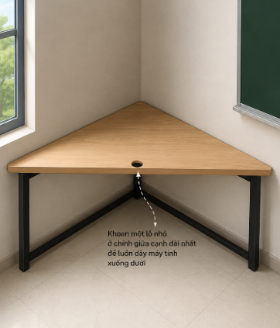 Khoan một lỗ nhỏ
ở chính giữa cạnh dài nhất
để luồn dây máy tính
xuống dưới